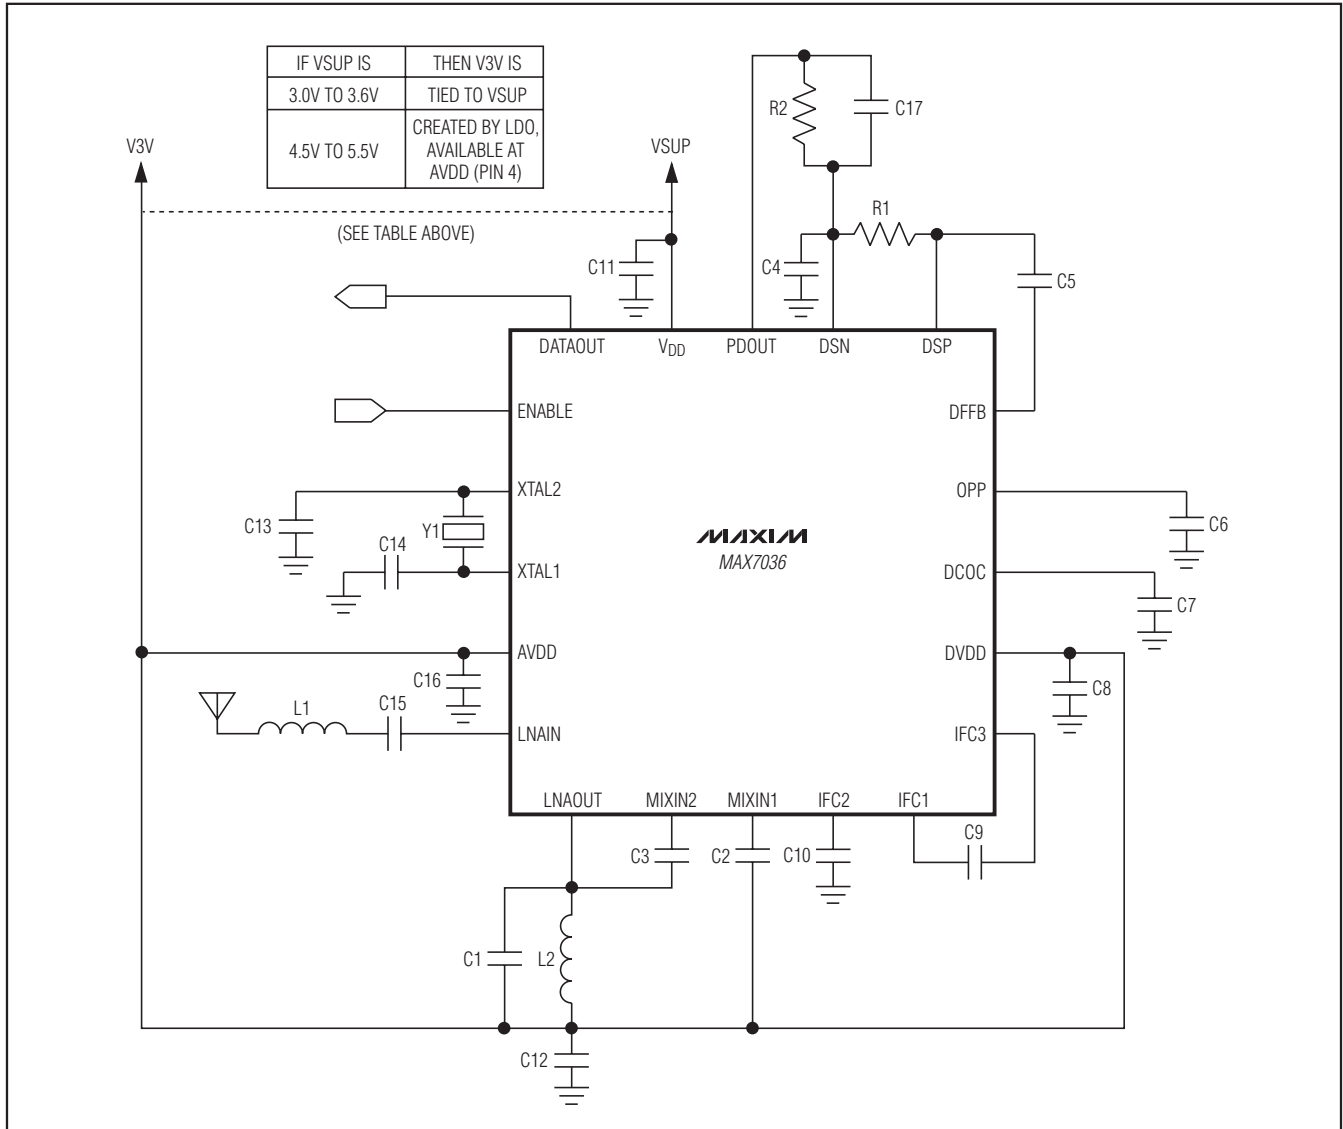 IF VSUP IS THEN V3V IS
3.0V TO 3.6V TIED TO VSUP
4.5V TO 5.5V CREATED BY LDO,
AVAILABLE AT
AVDD (PIN 4)
V3V
VSUP
(SEE TABLE ABOVE)
R2
C17
R1
C11
C4
C5
DATAOUT
VDD
PDOUT
DSN
DSP
ENABLE
DFFB
XTAL2
OPP
C13
Y1
C14
MAXIM
MAX7036
C6
XTAL1
DCOC
C7
AVDD
DVDD
C16
C8
L1
C15
LNAIN
IFC3
LNAOUT
MIXIN2
MIXIN1
IFC2
IFC1
C3
C2
C10
C9
C1
L2
C12